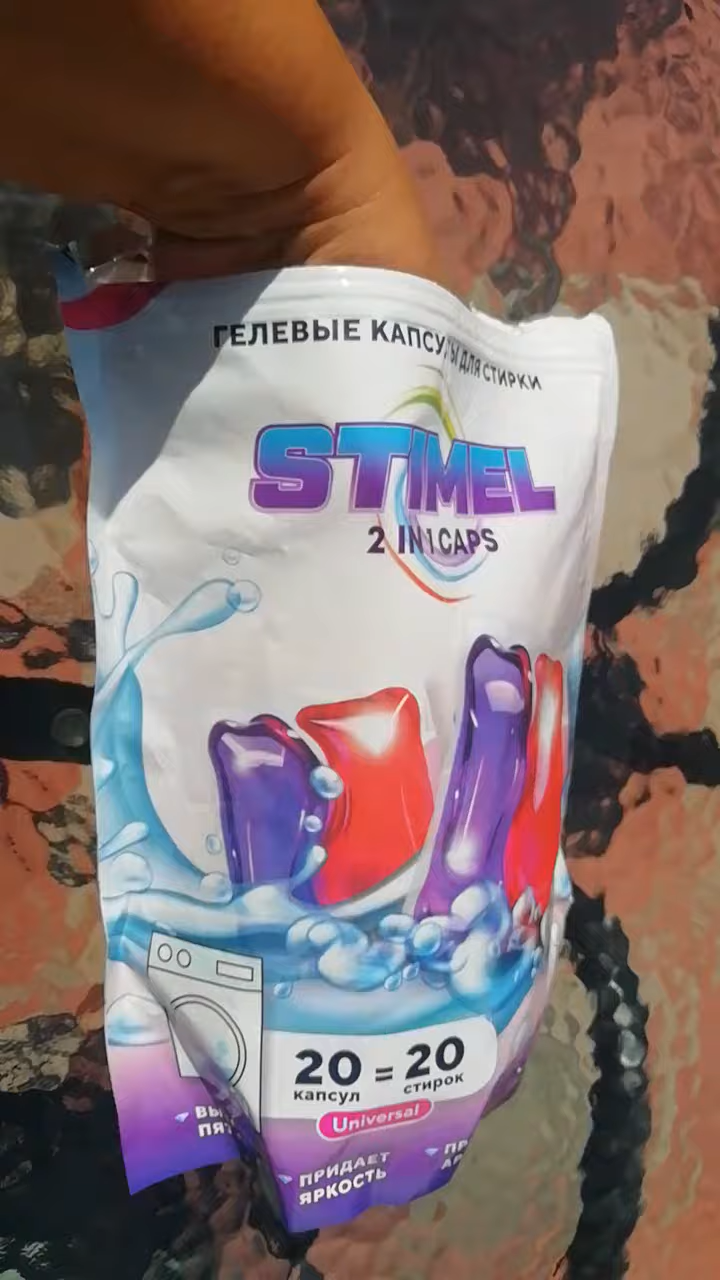 ГЕЛЕВЫЕ КАПСУЛЫ ДЛЯ СТИРКИ
STIMEL
2 IN 1 CAPS
20 = 20
капсул стирок
Universal
ПРИДАЕТ
ЯРКОСТЬ